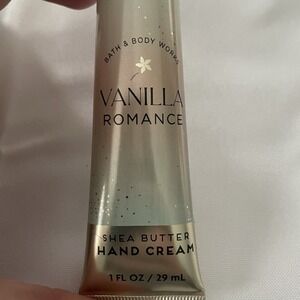 BATH & BODY WORKS
VANILLA
ROMANCE
SHEA BUTTER
HAND CREAM
1 FL OZ / 29 mL